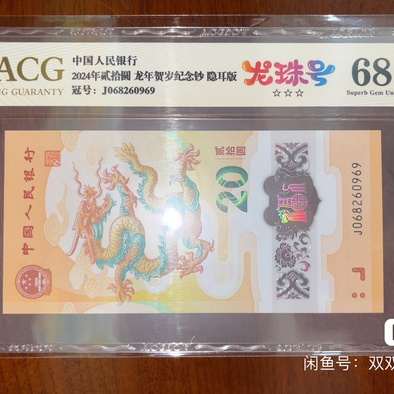 ACG
NG GUARANTY
中国人民银行
2024年贰拾圆 龙年贺岁纪念钞 隐耳版
冠号：J068260969
龙珠号
☆☆☆
68
Superb Gem Un
中国人民银行
贰拾圆
20
J068260969
闲鱼号：双双